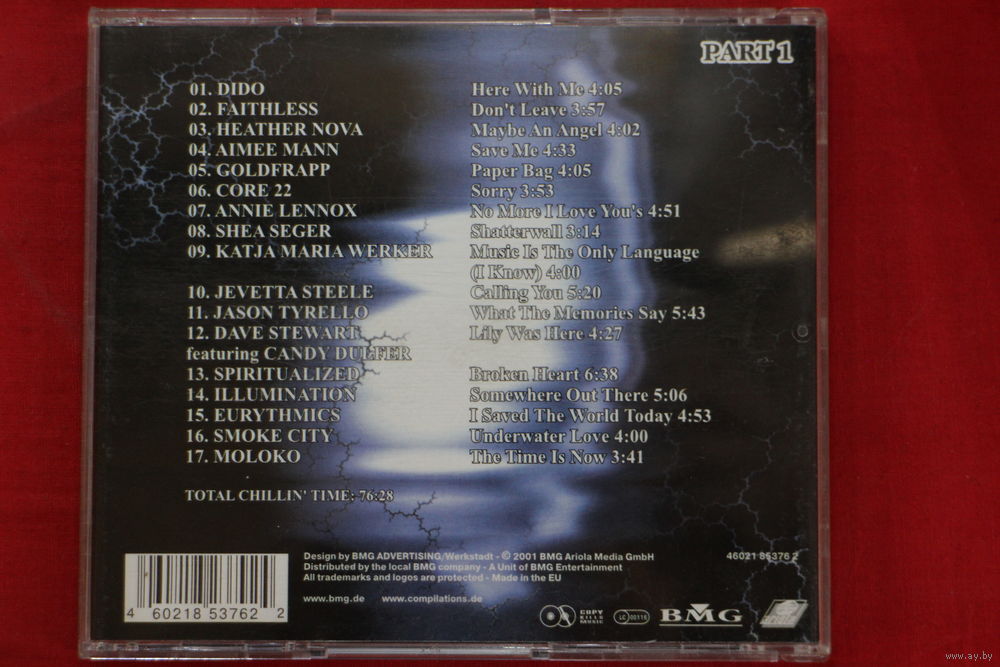 PART 1
01. DIDO Here With Me 4:05
02. FAITHLESS Don't Leave 3:57
03. HEATHER NOVA Maybe An Angel 4:02
04. AIMEE MANN Save Me 4:33
05. GOLDFRAPP Paper Bag 4:05
06. CORE 22 Sorry 3:53
07. ANNIE LENNOX No More I Love You's 4:51
08. SHEA SEGER Shatterwall 3:14
09. KATJA MARIA WERKER Music Is The Only Language
(I Know) 4:00
10. JEVETTA STEELE Calling You 5:20
11. JASON TYRELLO What The Memories Say 5:43
12. DAVE STEWART Lily Was Here 4:27
featuring CANDY DULFER
13. SPIRITUALIZED Broken Heart 6:38
14. ILLUMINATION Somewhere Out There 5:06
15. EURYTHMICS I Saved The World Today 4:53
16. SMOKE CITY Underwater Love 4:00
17. MOLOKO The Time Is Now 3:41
TOTAL CHILLIN' TIME: 76:28
Design by BMG ADVERTISING/Werkstadt - © 2001 BMG Ariola Media GmbH 46021 85376 2
Distributed by the local BMG company - A Unit of BMG Entertainment
All trademarks and logos are protected - Made in the EU
www.bmg.de www.compilations.de
4 60218 53762 2
COPY
KILLS
MUSIC
LC 00116
BMG
www.ay.by